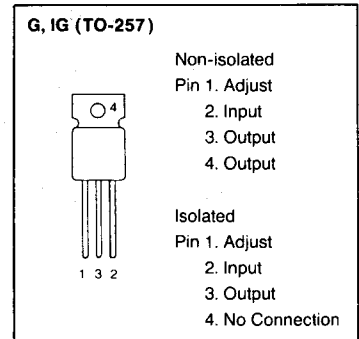 G, IG (TO-257)
Non-isolated
Pin 1. Adjust
2. Input
3. Output
4. Output
Isolated
Pin 1. Adjust
2. Input
3. Output
4. No Connection
4
1 3 2